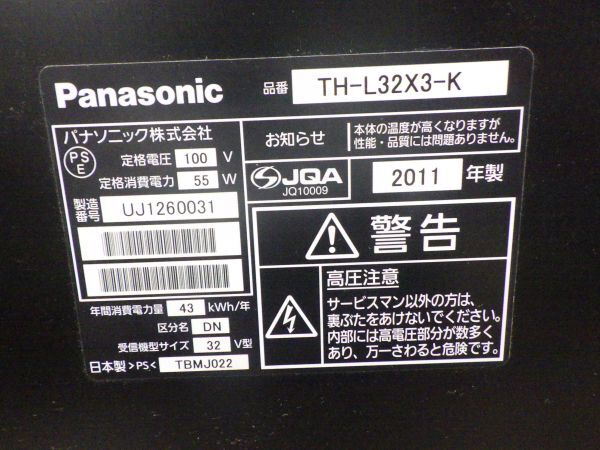 Panasonic
品番 TH-L32X3-K
パナソニック株式会社
PS
E
定格電圧 100 V
定格消費電力 55 W
製造
番号 UJ1260031
年間消費電力量 43 kWh/年
区分名 DN
受信機型サイズ 32 V型
日本製 >PS< TBMJ022
お知らせ
本体の温度が高くなりますが
性能・品質には問題ありません。
JQA
JQ10009
2011 年製
警告
高圧注意
サービスマン以外の方は、
裏ぶたをあけないでください。
内部には高電圧部分が数多く
あり、万一さわると危険です。